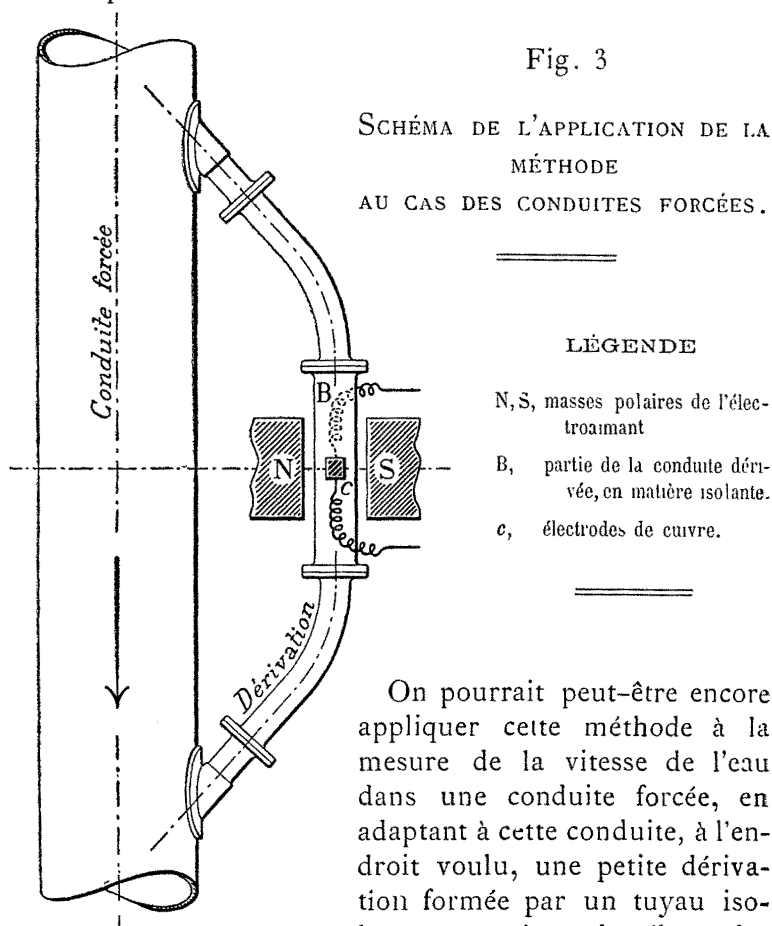 Fig. 3
SCHÉMA DE L'APPLICATION DE LA
MÉTHODE
AU CAS DES CONDUITES FORCÉES.
Conduite forcée
LÉGENDE
N, S, masses polaires de l'élec-
troaimant
B, partie de la conduite déri-
vée, en matière isolante.
c, électrodes de cuivre.
B
N
S
c
Dérivation
On pourrait peut-être encore
appliquer cette méthode à la
mesure de la vitesse de l'eau
dans une conduite forcée, en
adaptant à cette conduite, à l'en-
droit voulu, une petite dériva-
tion formée par un tuyau iso-